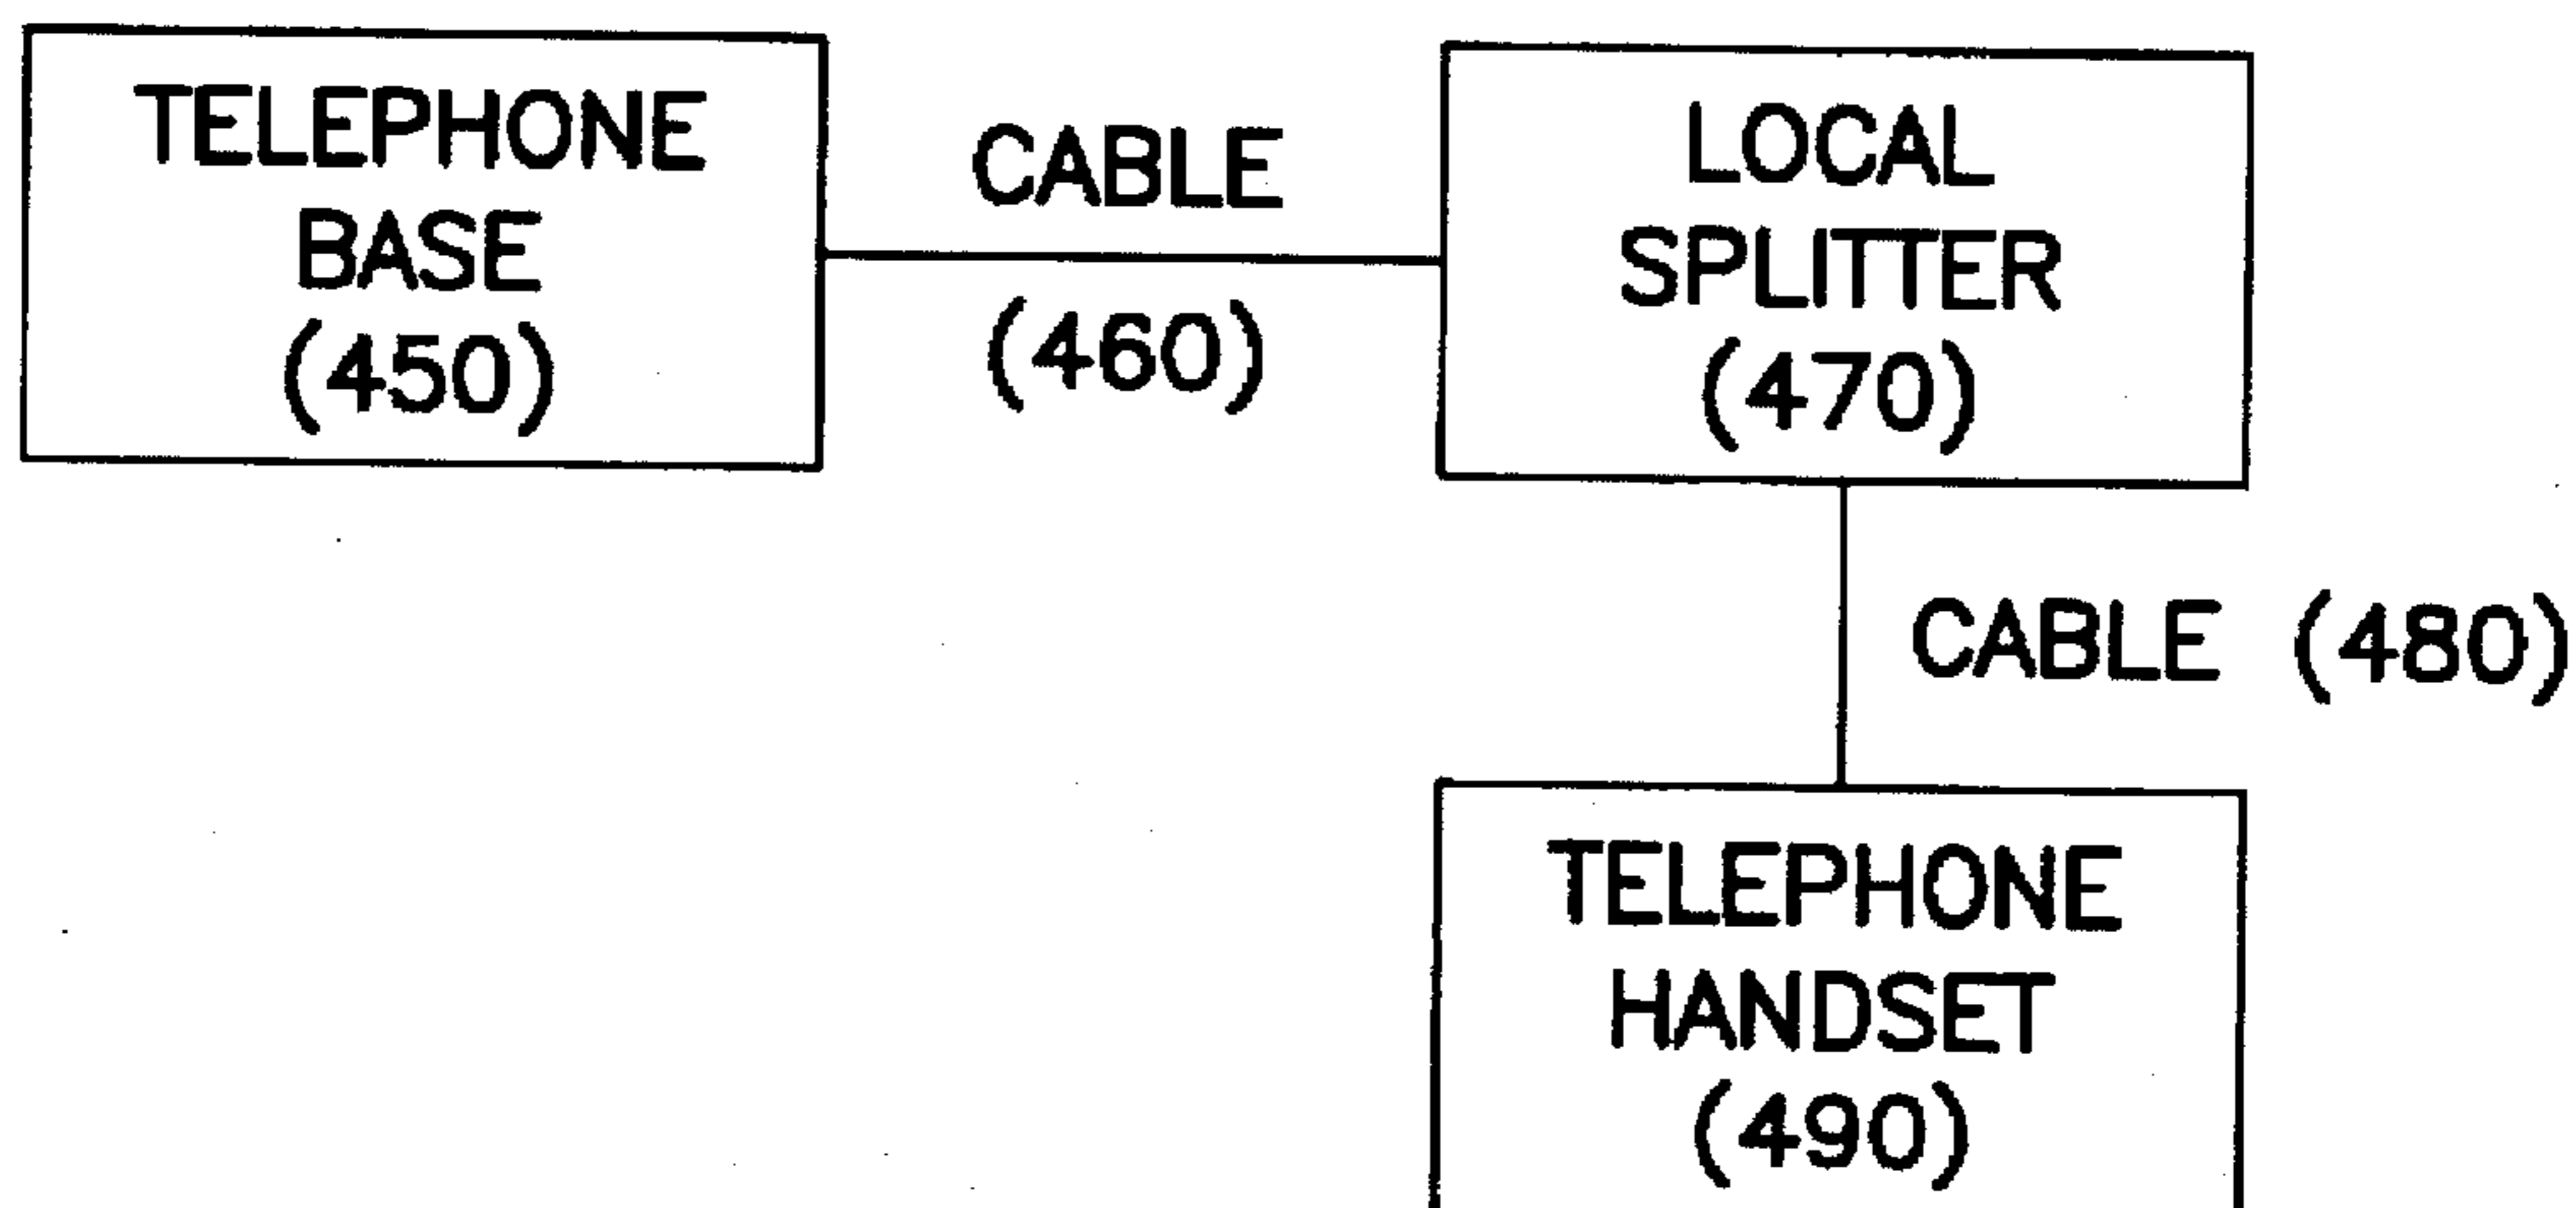 TELEPHONE
BASE
(450)
CABLE
(460)
LOCAL
SPLITTER
(470)
CABLE (480)
TELEPHONE
HANDSET
(490)